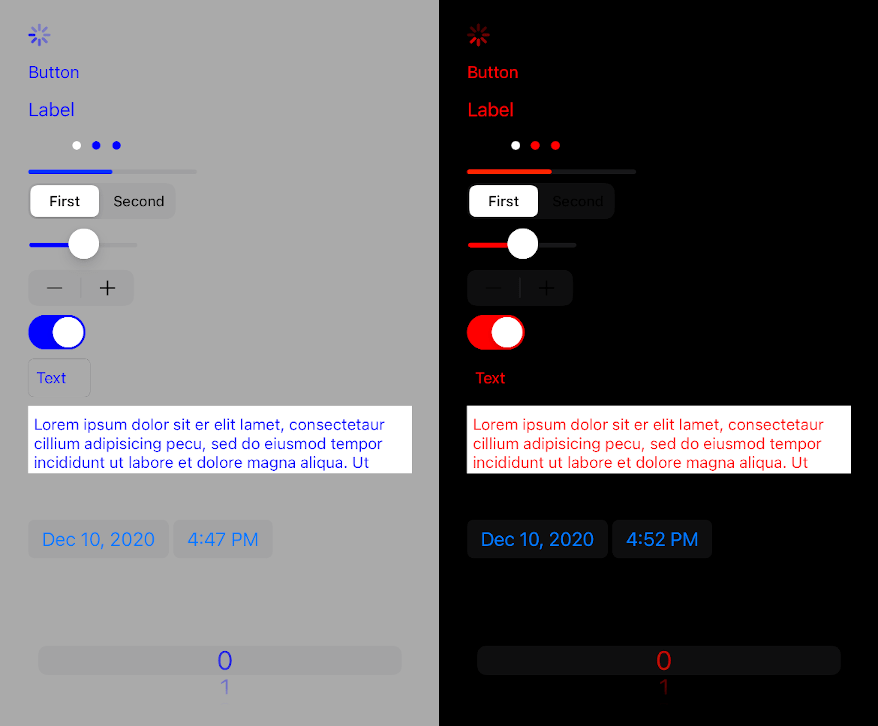 Button
Label
First Second
Text
Lorem ipsum dolor sit er elit lamet, consectetaur
cillium adipisicing pecu, sed do eiusmod tempor
incididunt ut labore et dolore magna aliqua. Ut
Dec 10, 2020 4:47 PM
0
1
Button
Label
First Second
Text
Lorem ipsum dolor sit er elit lamet, consectetaur
cillium adipisicing pecu, sed do eiusmod tempor
incididunt ut labore et dolore magna aliqua. Ut
Dec 10, 2020 4:52 PM
0
1